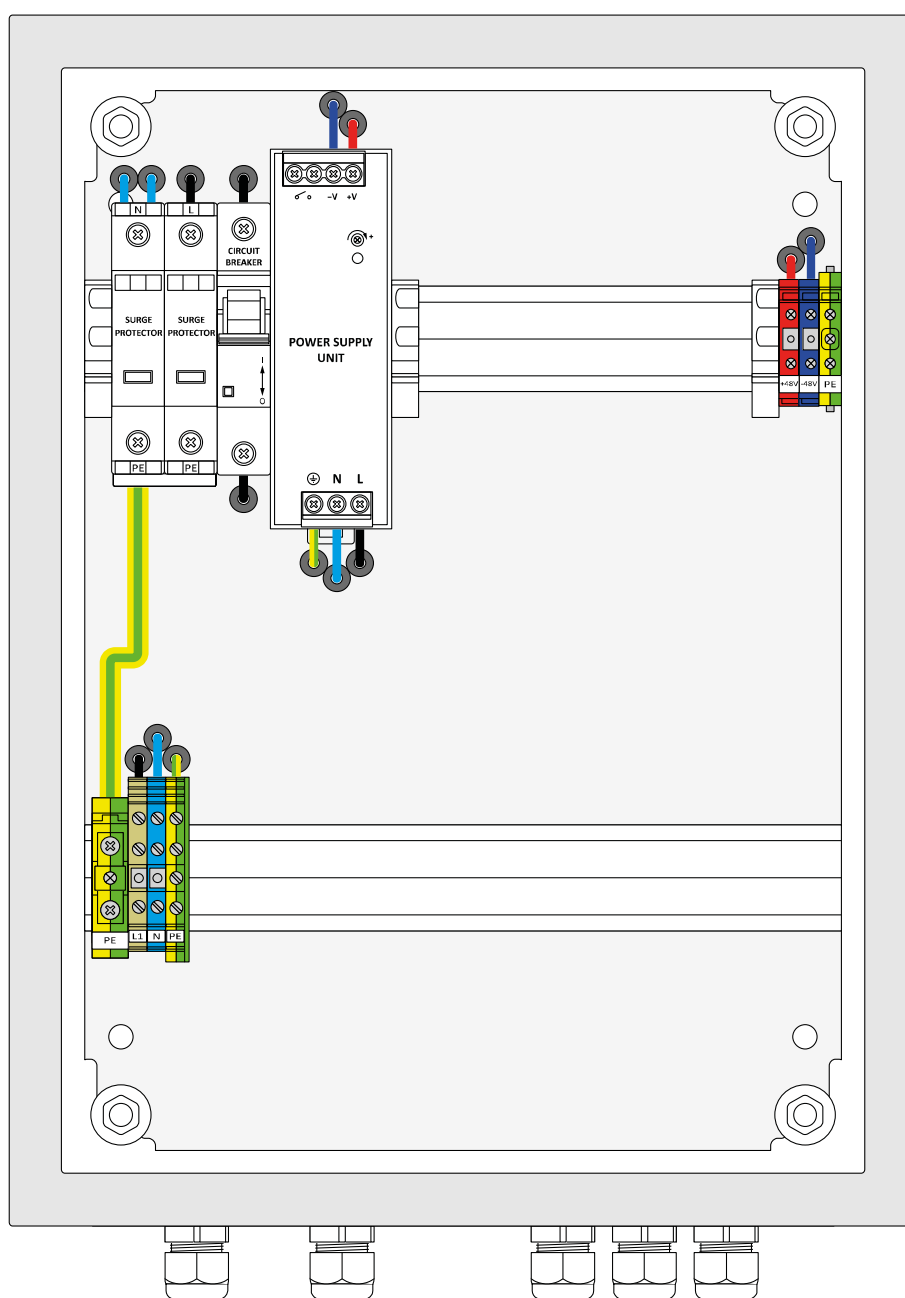 −V +V
N L
+
CIRCUIT
BREAKER
SURGE
PROTECTOR
SURGE
PROTECTOR
POWER SUPPLY
UNIT
I
O
+48V -48V PE
PE PE
N L
PE L1 N PE